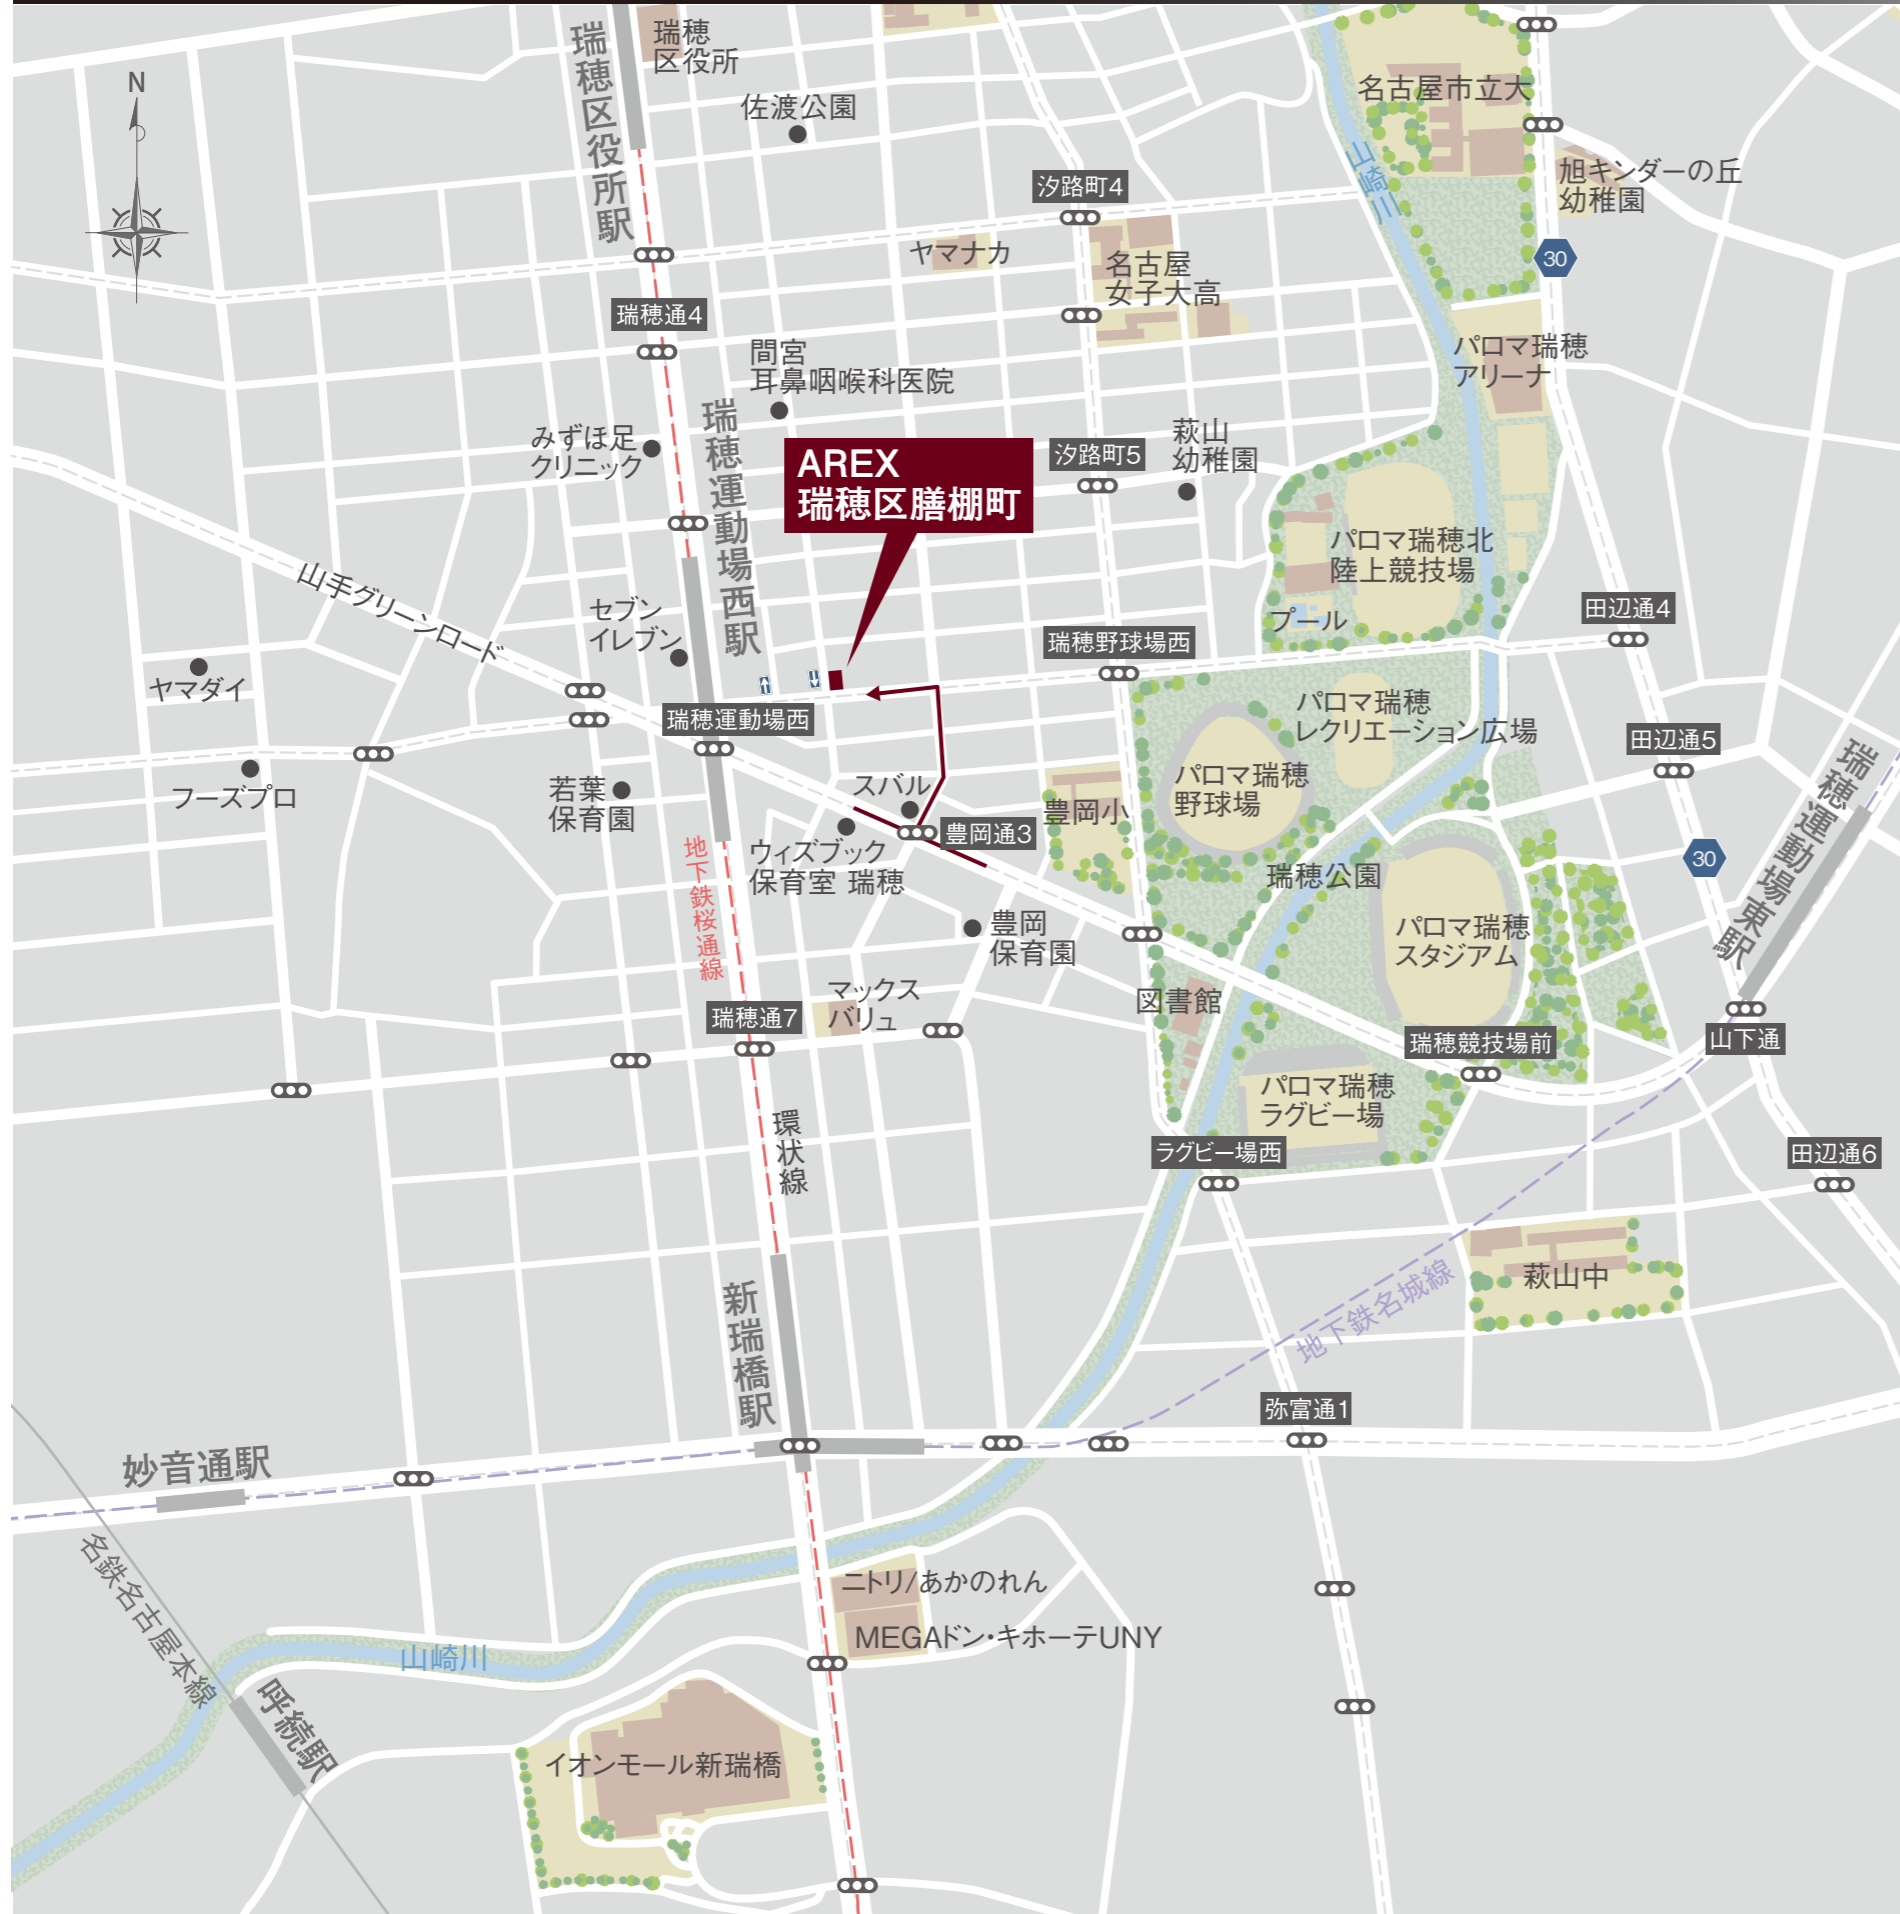 瑞穂
区役所
瑞穂区役所駅
N
佐渡公園
名古屋市立大
旭キンダーの丘
幼稚園
山崎川
汐路町4
ヤマナカ
名古屋
女子大高
30
瑞穂通4
間宮
耳鼻咽喉科医院
パロマ瑞穂
アリーナ
みずほ足
クリニック
瑞穂運動場西駅
AREX
瑞穂区膳棚町
汐路町5
萩山
幼稚園
パロマ瑞穂北
陸上競技場
プール
山手グリーンロード
セブン
イレブン
瑞穂野球場西
田辺通4
ヤマダイ
瑞穂運動場西
パロマ瑞穂
レクリエーション広場
田辺通5
瑞穂運動場東駅
フーズプロ
若葉
保育園
スバル
豊岡通3
豊岡小
パロマ瑞穂
野球場
地下鉄桜通線
ウィズブック
保育室 瑞穂
瑞穂公園
30
豊岡
保育園
パロマ瑞穂
スタジアム
マックス
バリュ
瑞穂通7
図書館
瑞穂競技場前
山下通
パロマ瑞穂
ラグビー場
環状線
ラグビー場西
田辺通6
萩山中
地下鉄名城線
新瑞橋駅
弥富通1
妙音通駅
名鉄名古屋本線
ニトリ/あかのれん
MEGAドン・キホーテUNY
山崎川
呼続駅
イオンモール新瑞橋